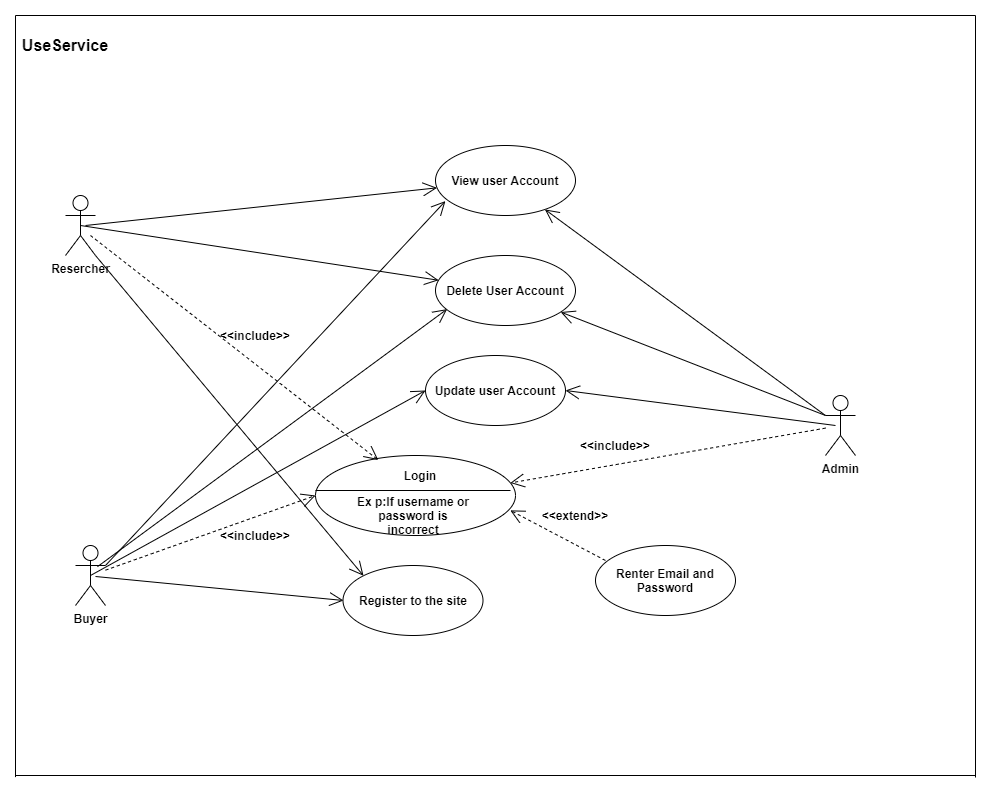 UseService
View user Account
Resercher
Delete User Account
<<include>>
Update user Account
<<include>>
Admin
Login
Ex p:If username or
password is
incorrect
<<extend>>
<<include>>
Renter Email and
Password
Register to the site
Buyer